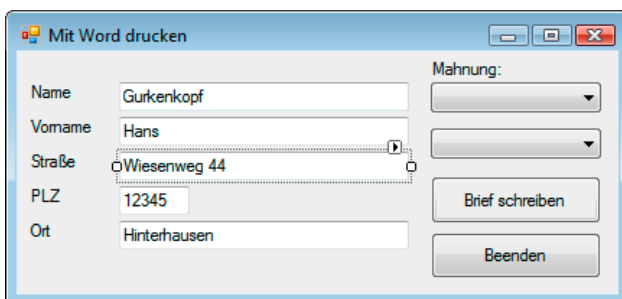 Mit Word drucken
Mahnung:
Name Gurkenkopf
Vorname Hans
Straße Wiesenweg 44
PLZ 12345
Brief schreiben
Ort Hinterhausen
Beenden